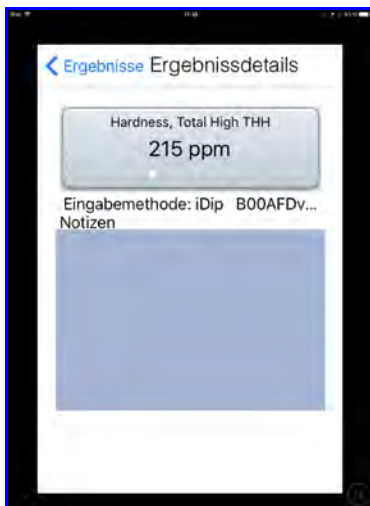 Ergebnisse Ergebnissdetails
Hardness, Total High THH
215 ppm
Eingabemethode: iDip B00AFDv...
Notizen